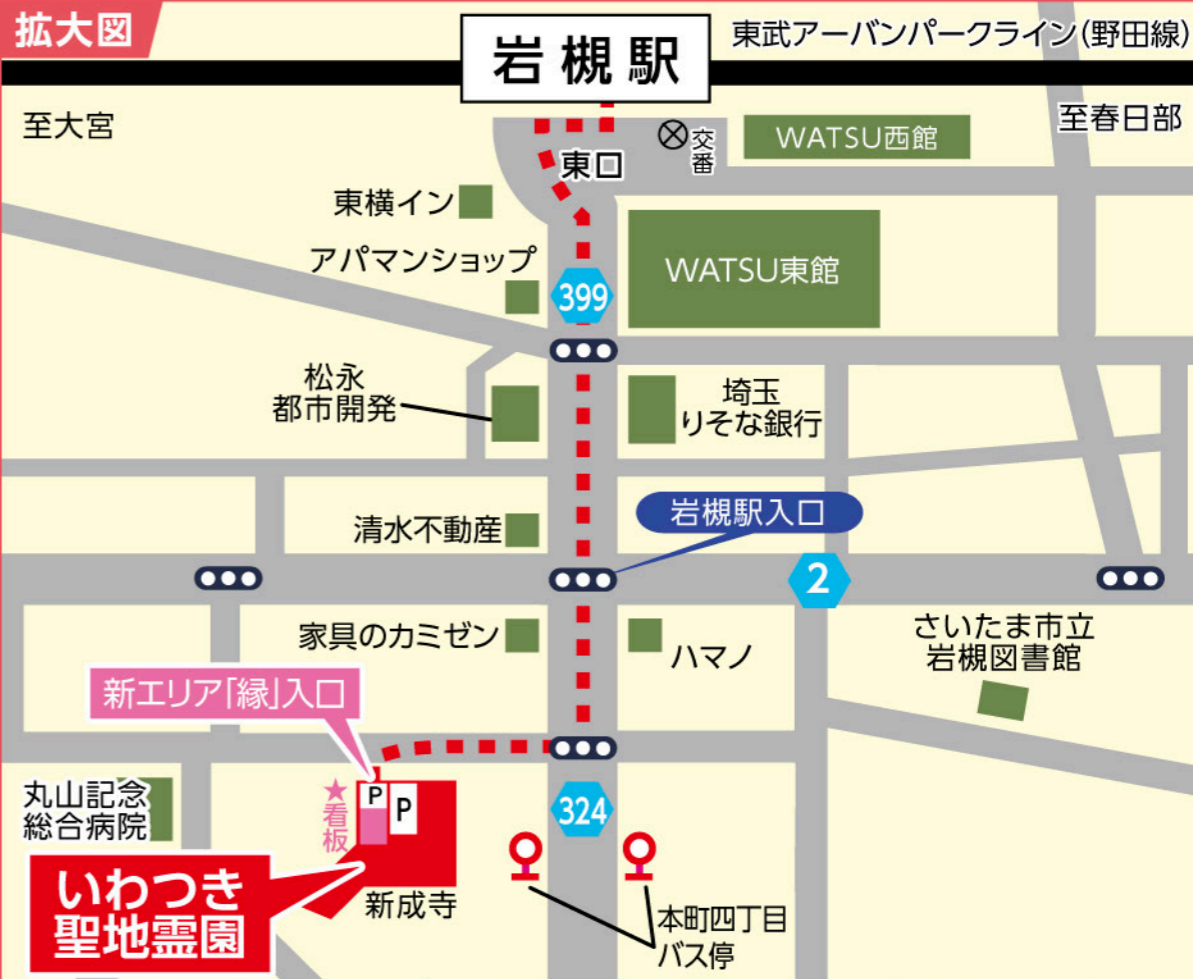 拡大図
岩槻駅
東武アーバンパークライン(野田線)
至大宮
至春日部
交番
WATSU西館
東口
東横イン
アパマンショップ
WATSU東館
399
松永
都市開発
埼玉
りそな銀行
清水不動産
岩槻駅入口
2
家具のカミゼン
ハマノ
さいたま市立
岩槻図書館
新エリア「縁」入口
丸山記念
総合病院
★看板
P
P
324
いわつき
聖地霊園
新成寺
本町四丁目
バス停